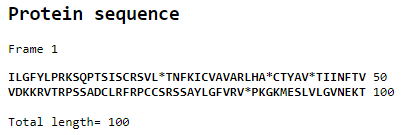 Protein sequence
Frame 1
ILGFYLPRKSQPTSISCRSVL*TNFKICVAVARLHA*CTYAV*TIINFTV 50
VDKKRVTRPSSADCLRFRPCCSRSSAYLGFVRV*PKGKMESLVLGVNEKT 100
Total length= 100